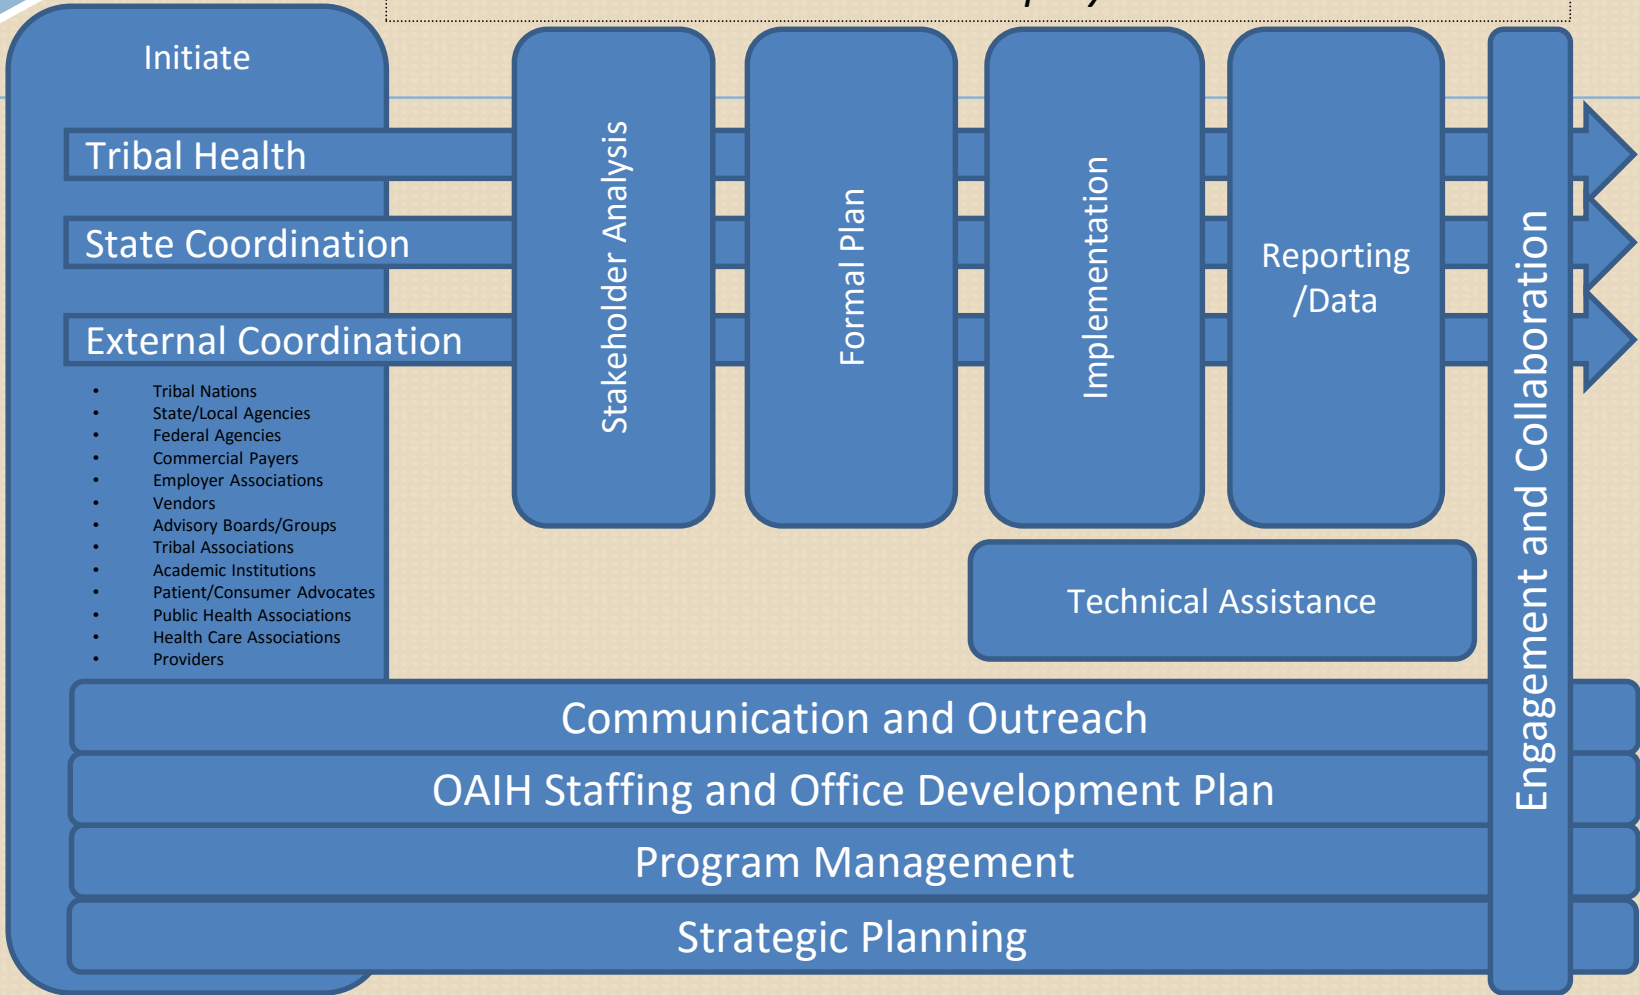 Initiate
Tribal Health
State Coordination
External Coordination
• Tribal Nations
• State/Local Agencies
• Federal Agencies
• Commercial Payers
• Employer Associations
• Vendors
• Advisory Boards/Groups
• Tribal Associations
• Academic Institutions
• Patient/Consumer Advocates
• Public Health Associations
• Health Care Associations
• Providers
Stakeholder Analysis
Formal Plan
Implementation
Reporting
/Data
Technical Assistance
Engagement and Collaboration
Communication and Outreach
OAIH Staffing and Office Development Plan
Program Management
Strategic Planning